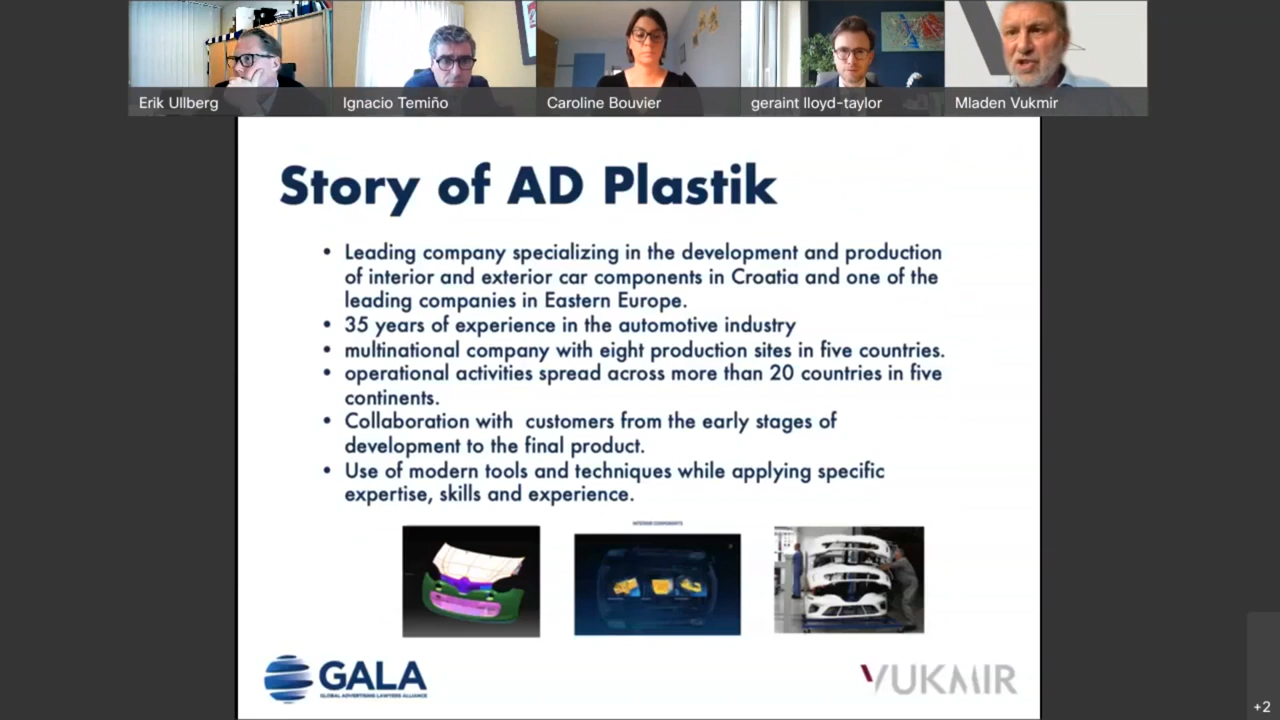 Erik Ullberg
Ignacio Temiño
Caroline Bouvier
geraint lloyd-taylor
Mladen Vukmir
Story of AD Plastik
• Leading company specializing in the development and production
of interior and exterior car components in Croatia and one of the
leading companies in Eastern Europe.
• 35 years of experience in the automotive industry
• multinational company with eight production sites in five countries.
• operational activities spread across more than 20 countries in five
continents.
• Collaboration with  customers from the early stages of
development to the final product.
• Use of modern tools and techniques while applying specific
expertise, skills and experience.
INTERIOR COMPONENTS
GALA
GLOBAL ADVERTISING LAWYERS ALLIANCE
VUKMIR
+2